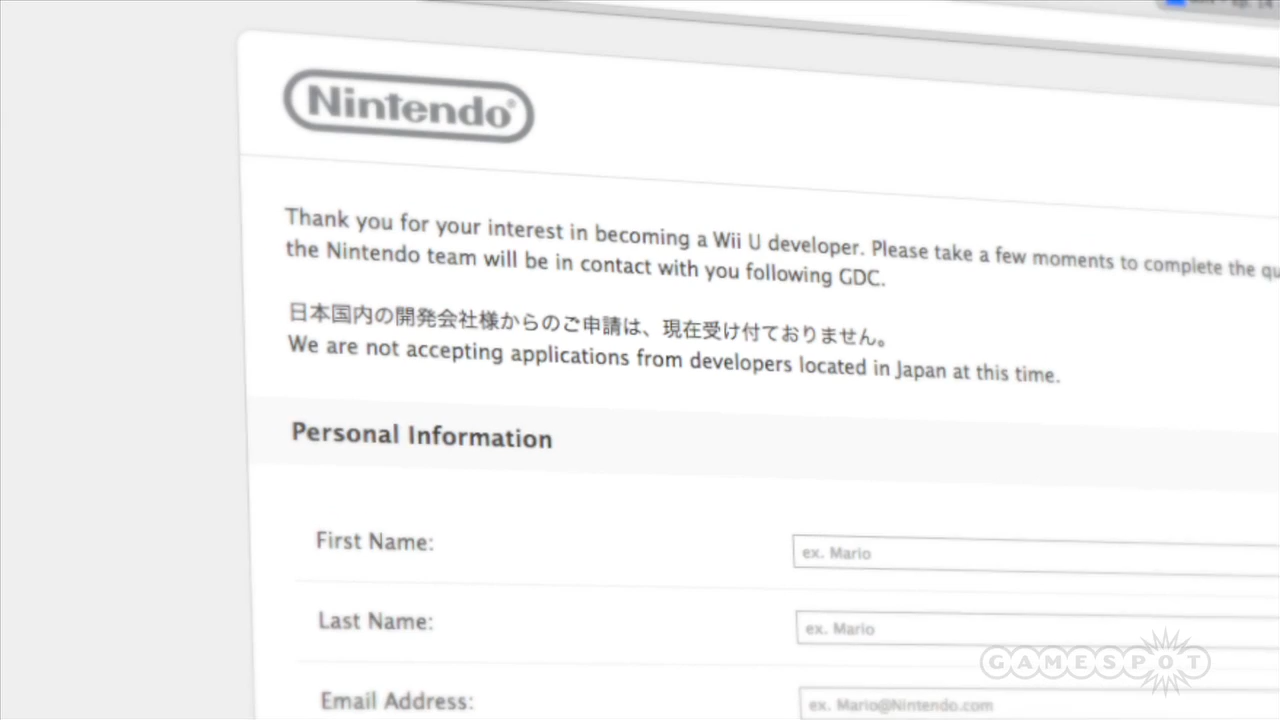 Nintendo®
Thank you for your interest in becoming a Wii U developer. Please take a few moments to complete the qu
the Nintendo team will be in contact with you following GDC.
日本国内の開発会社様からのご申請は、現在受け付ておりません。
We are not accepting applications from developers located in Japan at this time.
Personal Information
First Name:
ex. Mario
Last Name:
ex. Mario
Email Address:
ex. Mario@Nintendo.com
GAMESPOT